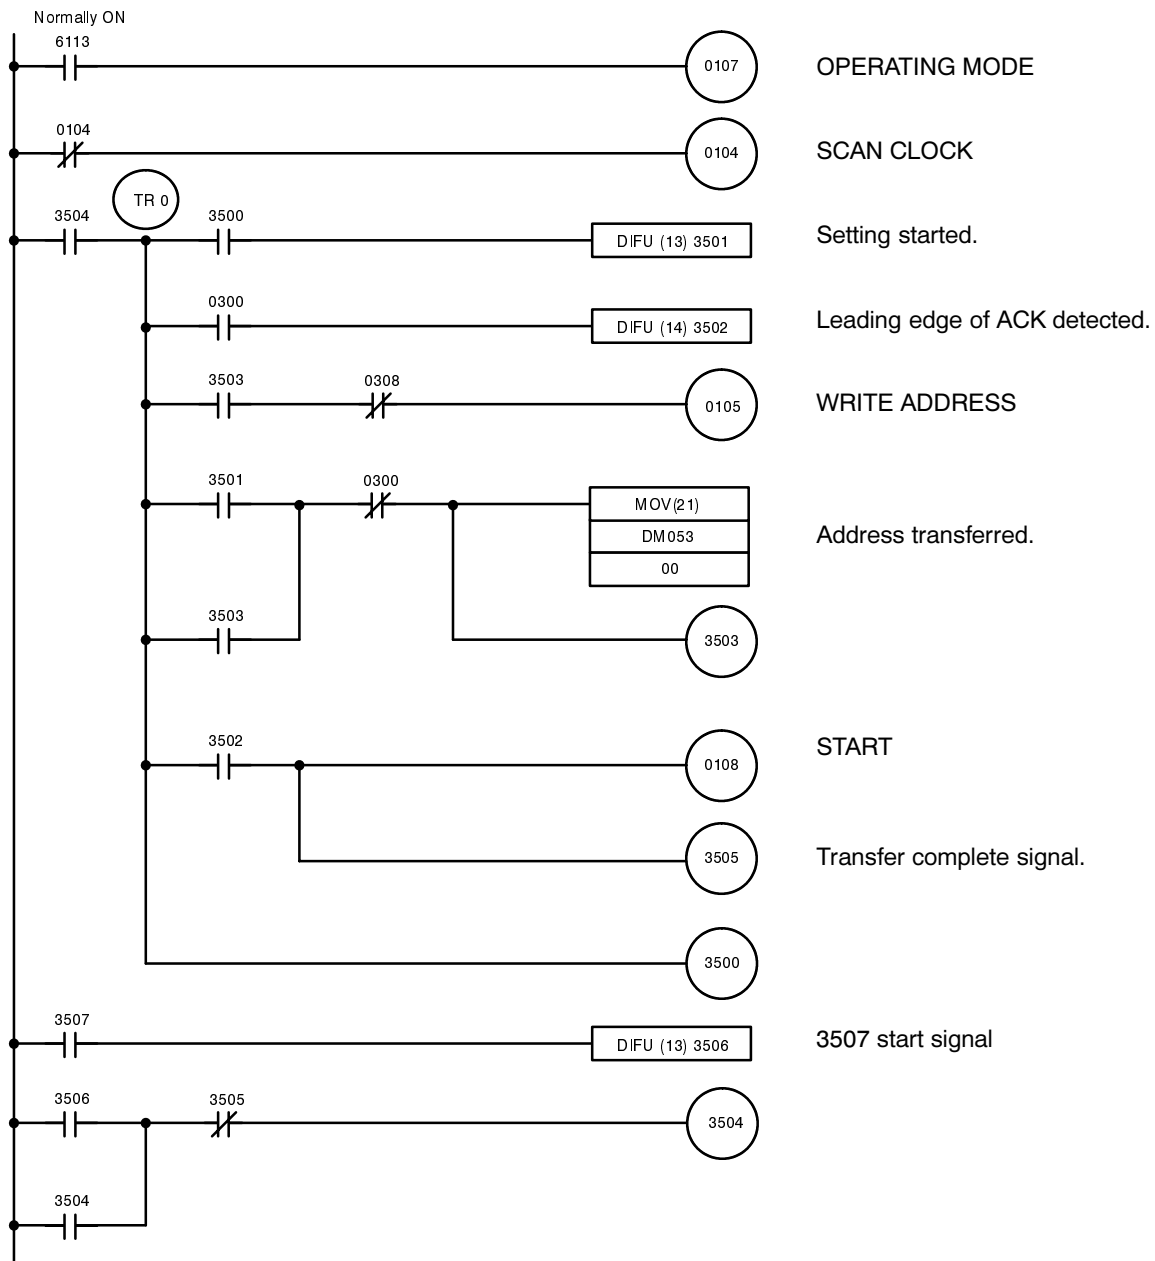 Normally ON
6113
0107
OPERATING MODE
0104
0104
SCAN CLOCK
TR 0
3504
3500
DIFU (13) 3501
Setting started.
0300
DIFU (14) 3502
Leading edge of ACK detected.
3503
0308
0105
WRITE ADDRESS
3501
0300
MOV(21)
DM053
00
Address transferred.
3503
3503
3502
0108
START
3505
Transfer complete signal.
3500
3507
DIFU (13) 3506
3507 start signal
3506
3505
3504
3504